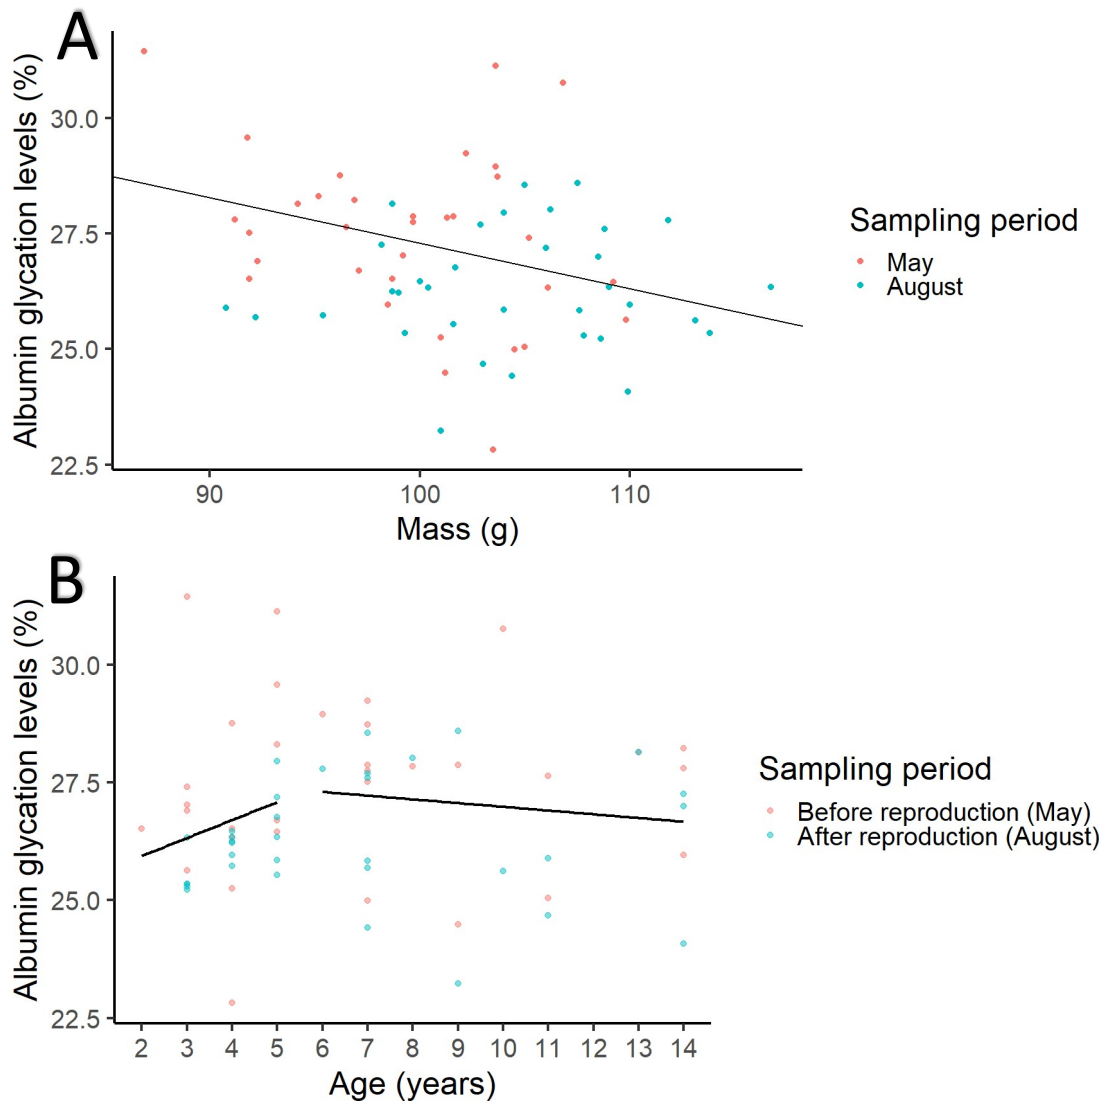 A
Albumin glycation levels (%)
30.0
27.5
25.0
22.5
90 100 110
Mass (g)
Sampling period
May
August
B
Albumin glycation levels (%)
30.0
27.5
25.0
22.5
2 3 4 5 6 7 8 9 10 11 12 13 14
Age (years)
Sampling period
Before reproduction (May)
After reproduction (August)